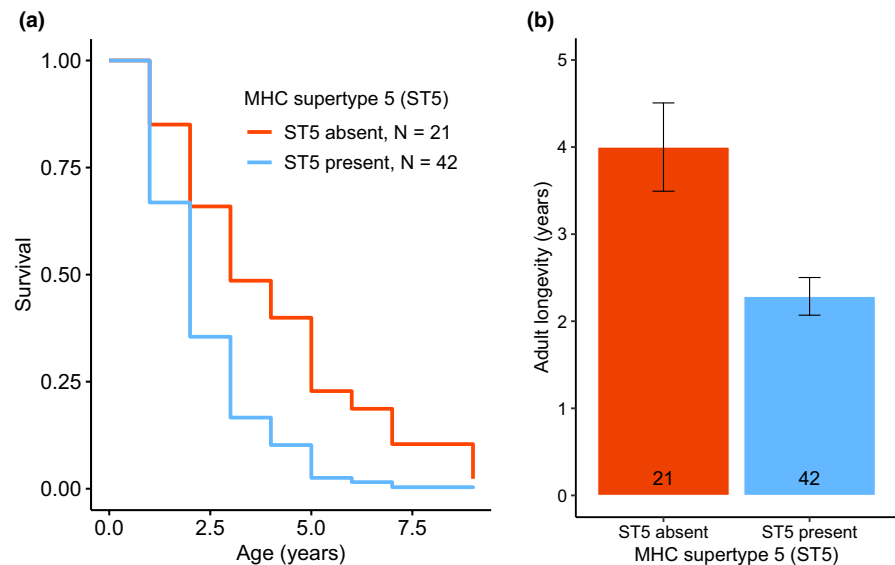 (a)
1.00
0.75
0.50
0.25
0.00
Survival
MHC supertype 5 (ST5)
ST5 absent, N = 21
ST5 present, N = 42
0.0 2.5 5.0 7.5
Age (years)
(b)
5
4
3
2
1
0
Adult longevity (years)
21 42
ST5 absent ST5 present
MHC supertype 5 (ST5)